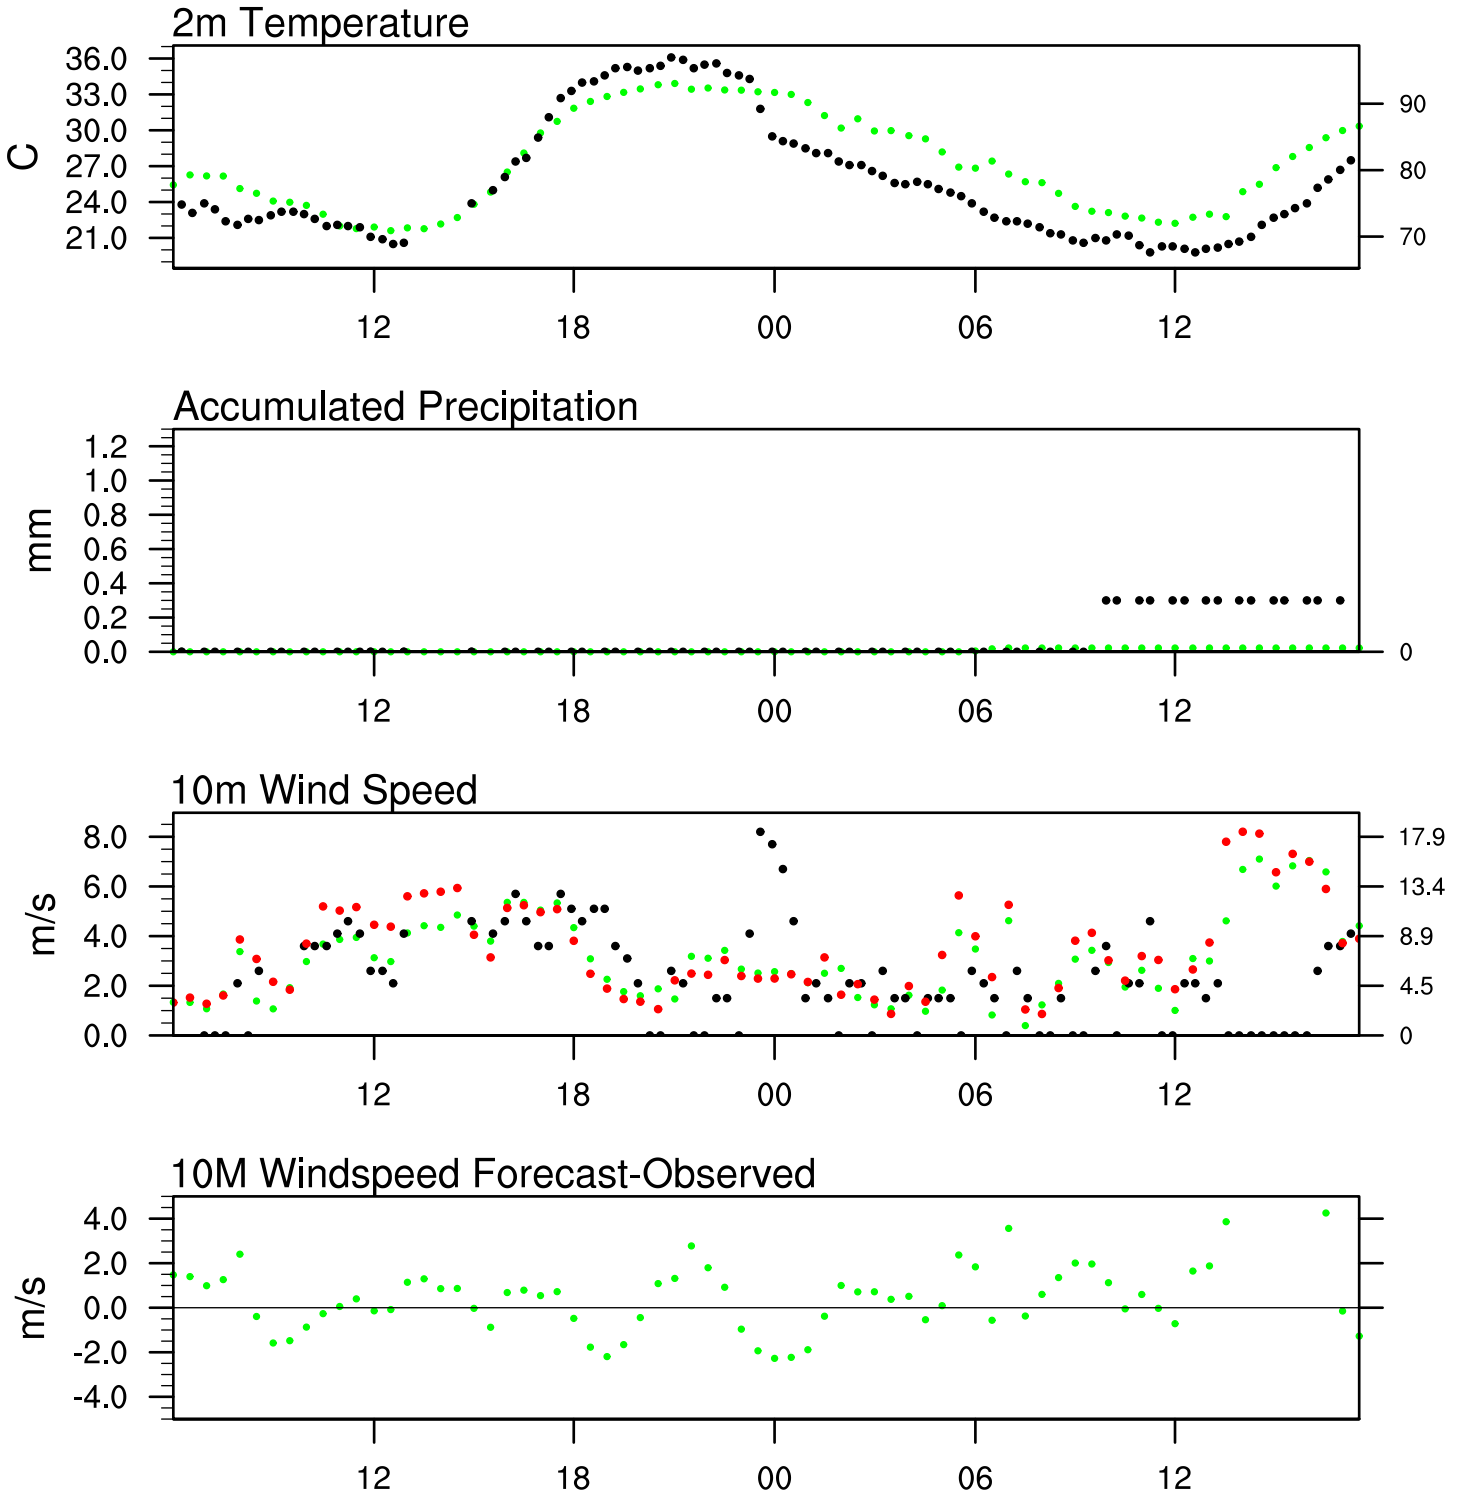 2m Temperature
36.0
33.0
30.0
27.0
24.0
21.0
C
90
80
70
12 18 00 06 12
Accumulated Precipitation
1.2
1.0
0.8
0.6
0.4
0.2
0.0
mm
0
12 18 00 06 12
10m Wind Speed
8.0
6.0
4.0
2.0
0.0
m/s
17.9
13.4
8.9
4.5
0
12 18 00 06 12
10M Windspeed Forecast-Observed
4.0
2.0
0.0
-2.0
-4.0
m/s
12 18 00 06 12